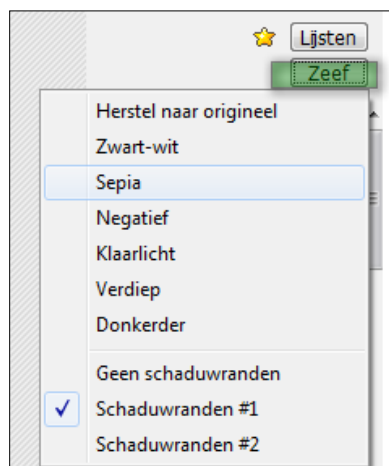 Lijsten
Zeef
Herstel naar origineel
Zwart-wit
Sepia
Negatief
Klaarlicht
Verdiep
Donkerder
Geen schaduwranden
Schaduwranden #1
Schaduwranden #2